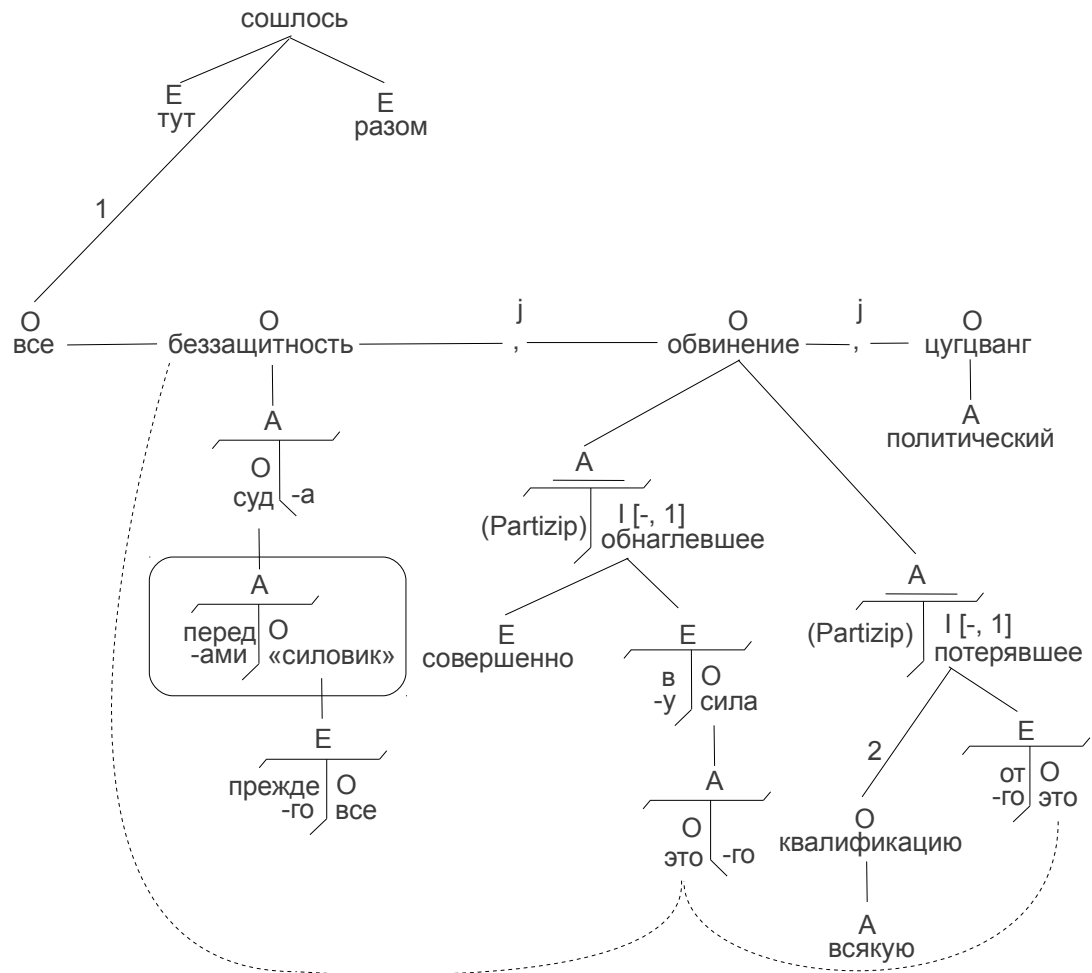 сошлось
E E
тут разом
1
O O j O j O
все беззащитность , обвинение , цугцванг
A A
политический
O
суд -а
A
(Partizip) I [-, 1]
обнаглевшее
A
перед O
-ами «силовик»
E
совершенно
E
в O
-у сила
A
(Partizip) I [-, 1]
потерявшее
E
прежде O
-го все
A
O
это -го
2
O
квалификацию
E
от O
-го это
A
всякую